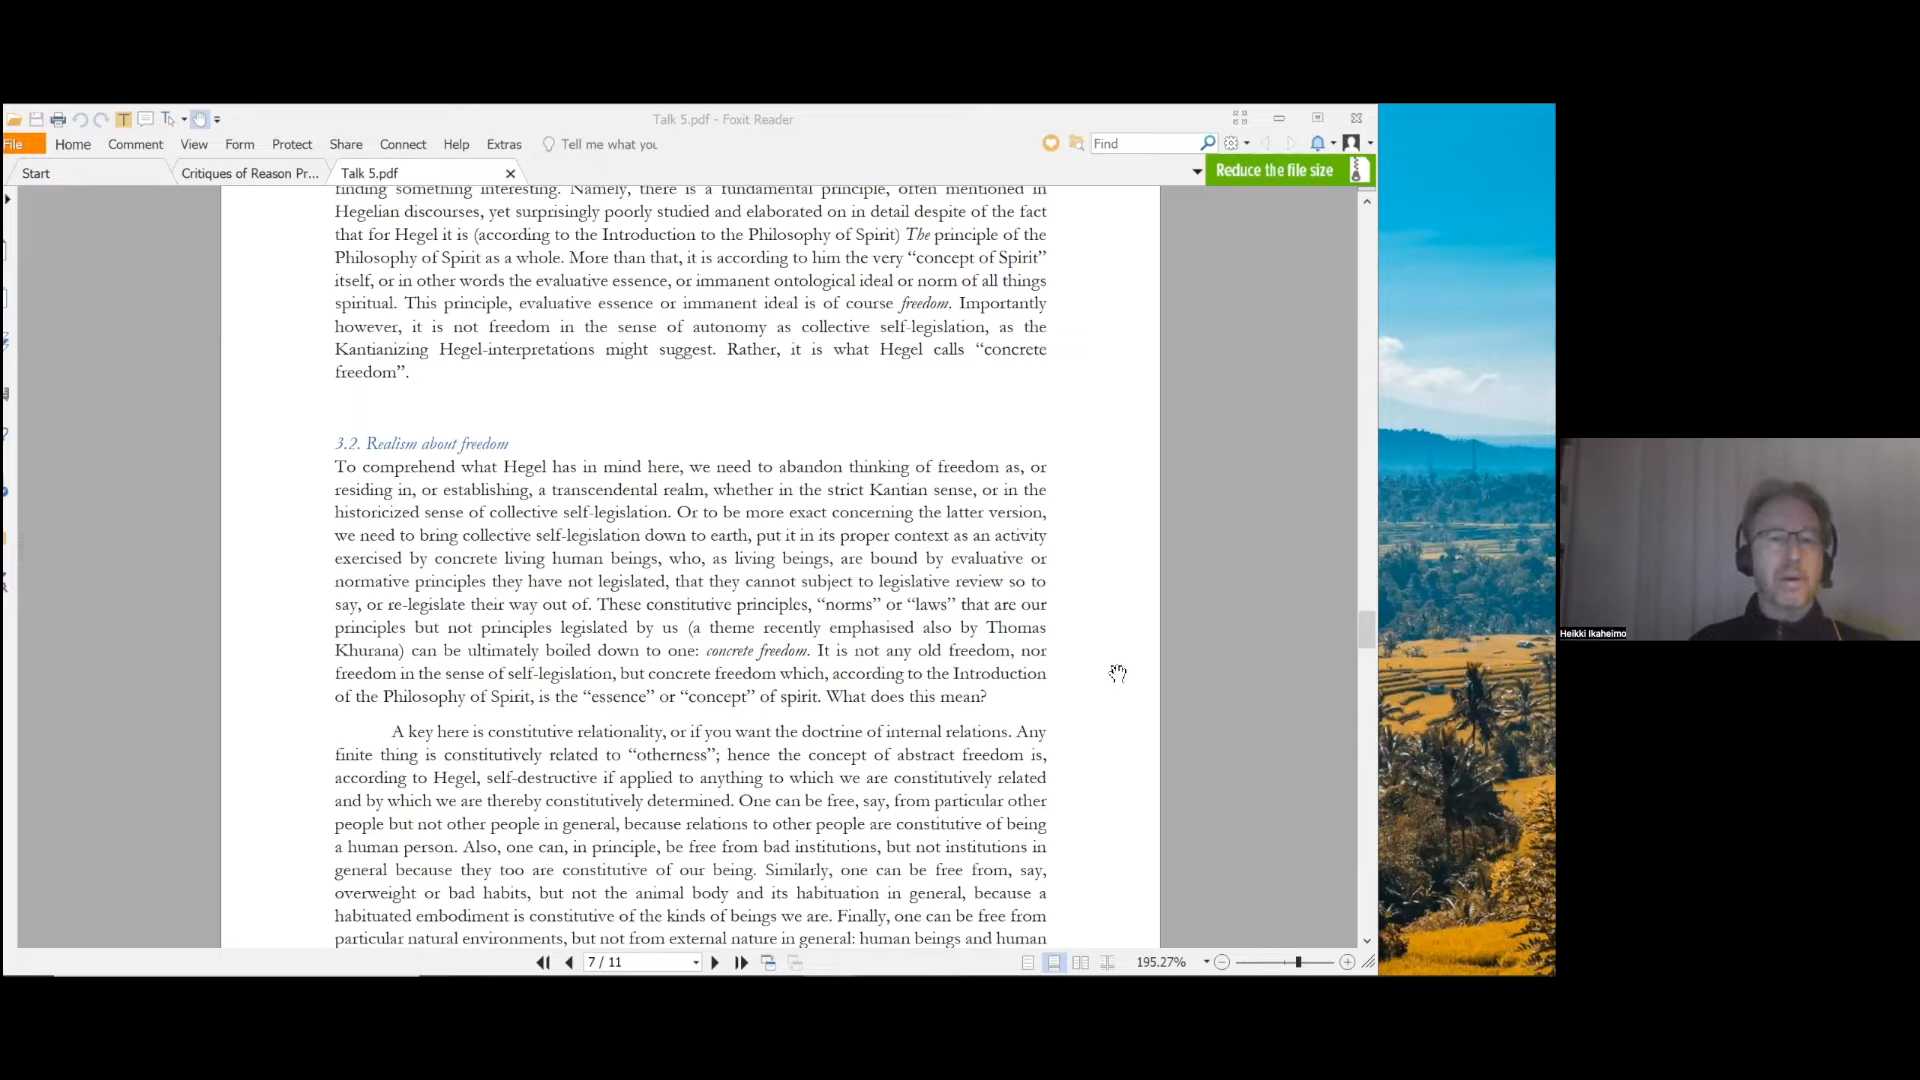 Talk 5.pdf - Foxit Reader
File Home Comment View Form Protect Share Connect Help Extras Tell me what you Find
Start Critiques of Reason Pr... Talk 5.pdf Reduce the file size
finding something interesting. Namely, there is a fundamental principle, often mentioned in
Hegelian discourses, yet surprisingly poorly studied and elaborated on in detail despite of the fact
that for Hegel it is (according to the Introduction to the Philosophy of Spirit) The principle of the
Philosophy of Spirit as a whole. More than that, it is according to him the very “concept of Spirit”
itself, or in other words the evaluative essence, or immanent ontological ideal or norm of all things
spiritual. This principle, evaluative essence or immanent ideal is of course freedom. Importantly
however, it is not freedom in the sense of autonomy as collective self-legislation, as the
Kantianizing Hegel-interpretations might suggest. Rather, it is what Hegel calls “concrete
freedom”.
3.2. Realism about freedom
To comprehend what Hegel has in mind here, we need to abandon thinking of freedom as, or
residing in, or establishing, a transcendental realm, whether in the strict Kantian sense, or in the
historicized sense of collective self-legislation. Or to be more exact concerning the latter version,
we need to bring collective self-legislation down to earth, put it in its proper context as an activity
exercised by concrete living human beings, who, as living beings, are bound by evaluative or
normative principles they have not legislated, that they cannot subject to legislative review so to
say, or re-legislate their way out of. These constitutive principles, “norms” or “laws” that are our
principles but not principles legislated by us (a theme recently emphasised also by Thomas
Khurana) can be ultimately boiled down to one: concrete freedom. It is not any old freedom, nor
freedom in the sense of self-legislation, but concrete freedom which, according to the Introduction
of the Philosophy of Spirit, is the “essence” or “concept” of spirit. What does this mean?
A key here is constitutive relationality, or if you want the doctrine of internal relations. Any
finite thing is constitutively related to “otherness”; hence the concept of abstract freedom is,
according to Hegel, self-destructive if applied to anything to which we are constitutively related
and by which we are thereby constitutively determined. One can be free, say, from particular other
people but not other people in general, because relations to other people are constitutive of being
a human person. Also, one can, in principle, be free from bad institutions, but not institutions in
general because they too are constitutive of our being. Similarly, one can be free from, say,
overweight or bad habits, but not the animal body and its habituation in general, because a
habituated embodiment is constitutive of the kinds of beings we are. Finally, one can be free from
particular natural environments, but not from external nature in general: human beings and human
7 / 11 195.27%
Heikki Ikaheimo